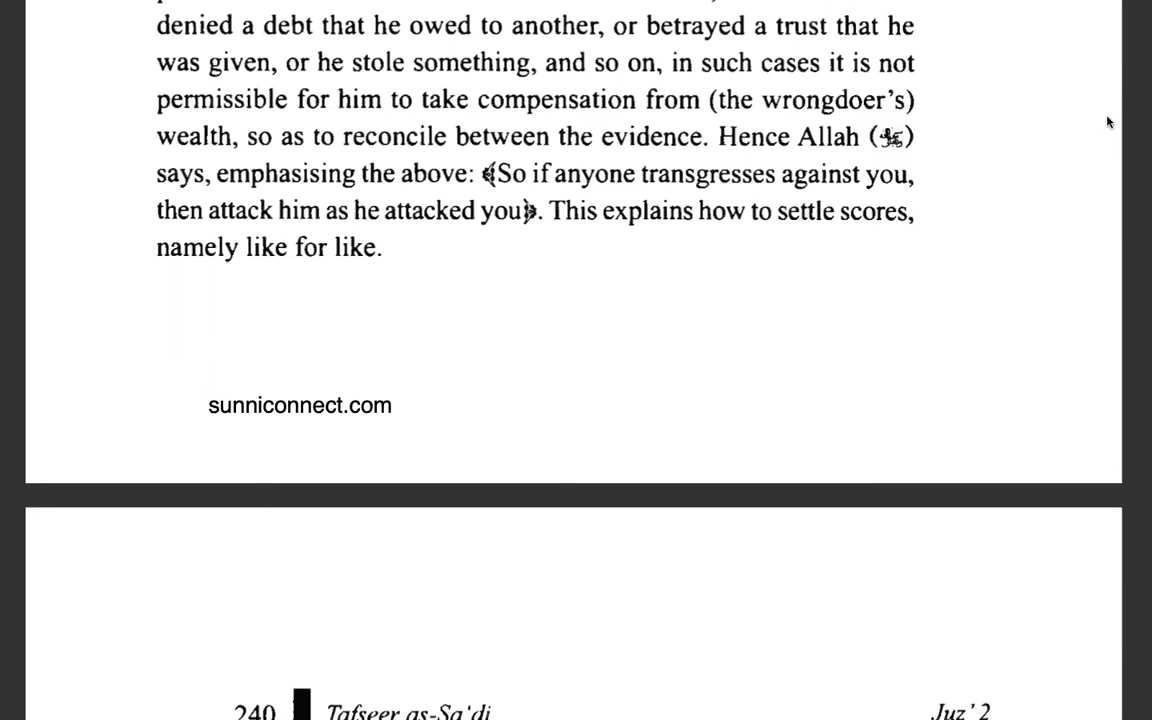 denied a debt that he owed to another, or betrayed a trust that he
was given, or he stole something, and so on, in such cases it is not
permissible for him to take compensation from (the wrongdoer's)
wealth, so as to reconcile between the evidence. Hence Allah (ﷻ)
says, emphasising the above: ﴾So if anyone transgresses against you,
then attack him as he attacked you﴿. This explains how to settle scores,
namely like for like.
sunniconnect.com
240 Tafseer as-Sa'di Juz' 2